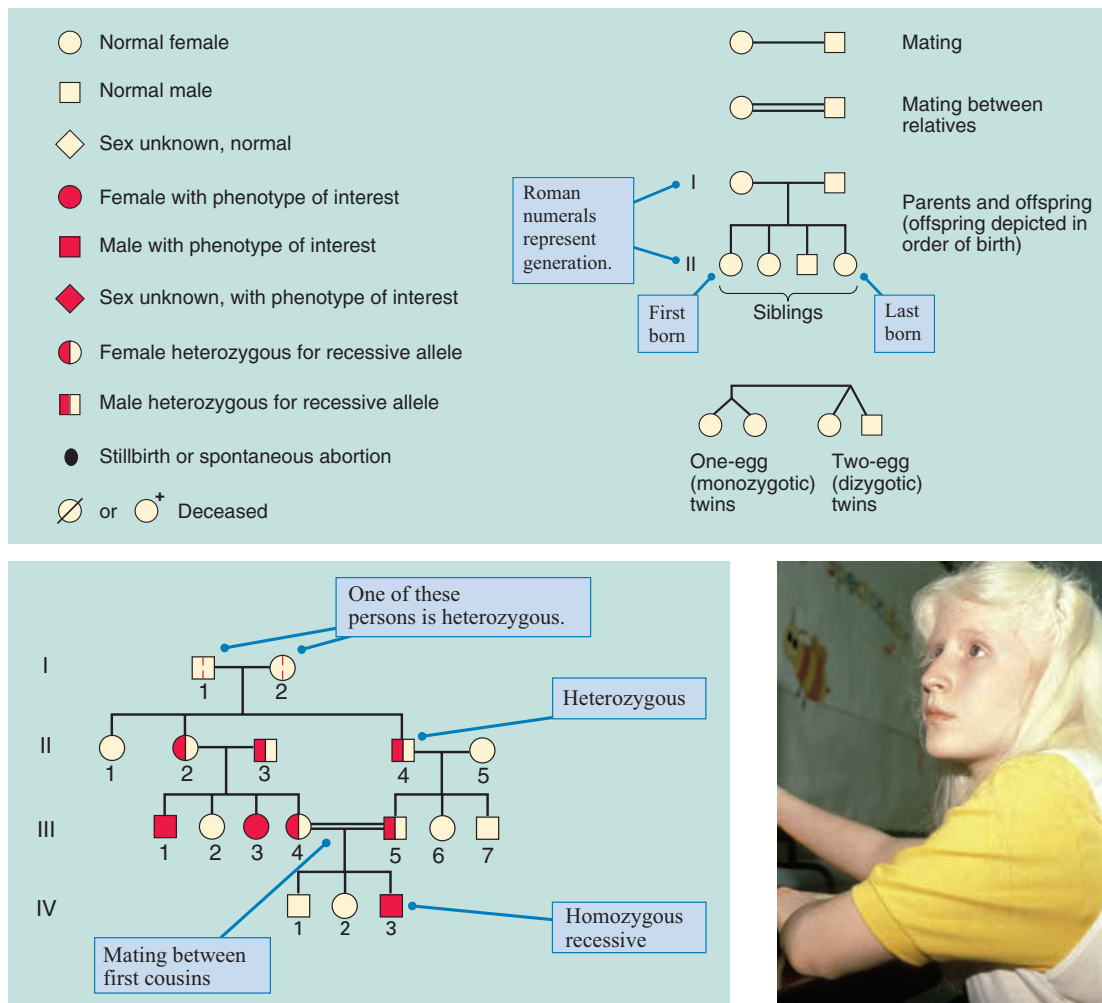 Normal female
Normal male
Sex unknown, normal
Female with phenotype of interest
Male with phenotype of interest
Sex unknown, with phenotype of interest
Female heterozygous for recessive allele
Male heterozygous for recessive allele
Stillbirth or spontaneous abortion
or + Deceased
Mating
Mating between
relatives
Roman
numerals
represent
generation.
I
II
Parents and offspring
(offspring depicted in
order of birth)
First
born
Siblings
Last
born
One-egg
(monozygotic)
twins
Two-egg
(dizygotic)
twins
One of these
persons is heterozygous.
I
1 2
Heterozygous
II
1 2 3 4 5
III
1 2 3 4 5 6 7
IV
1 2 3
Mating between
first cousins
Homozygous
recessive